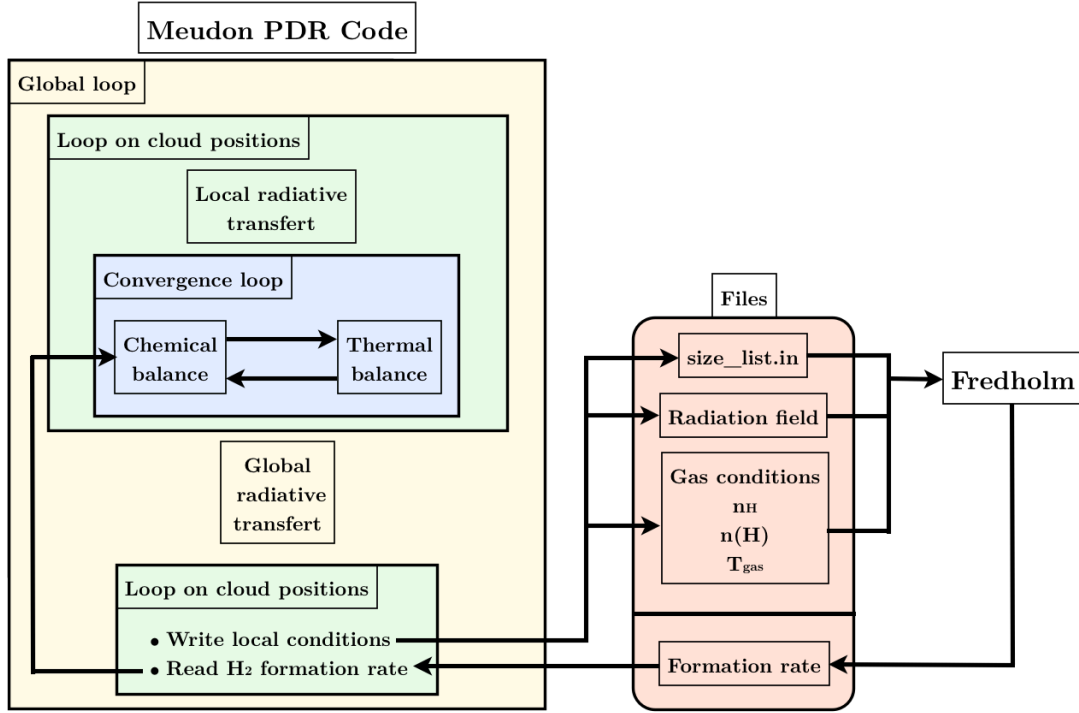 Meudon PDR Code
Global loop
Loop on cloud positions
Local radiative
transfert
Convergence loop
Chemical
balance
Thermal
balance
Global
radiative
transfert
Loop on cloud positions
• Write local conditions
• Read H₂ formation rate
Files
size_list.in
Radiation field
Gas conditions
nH
n(H)
Tgas
Formation rate
Fredholm